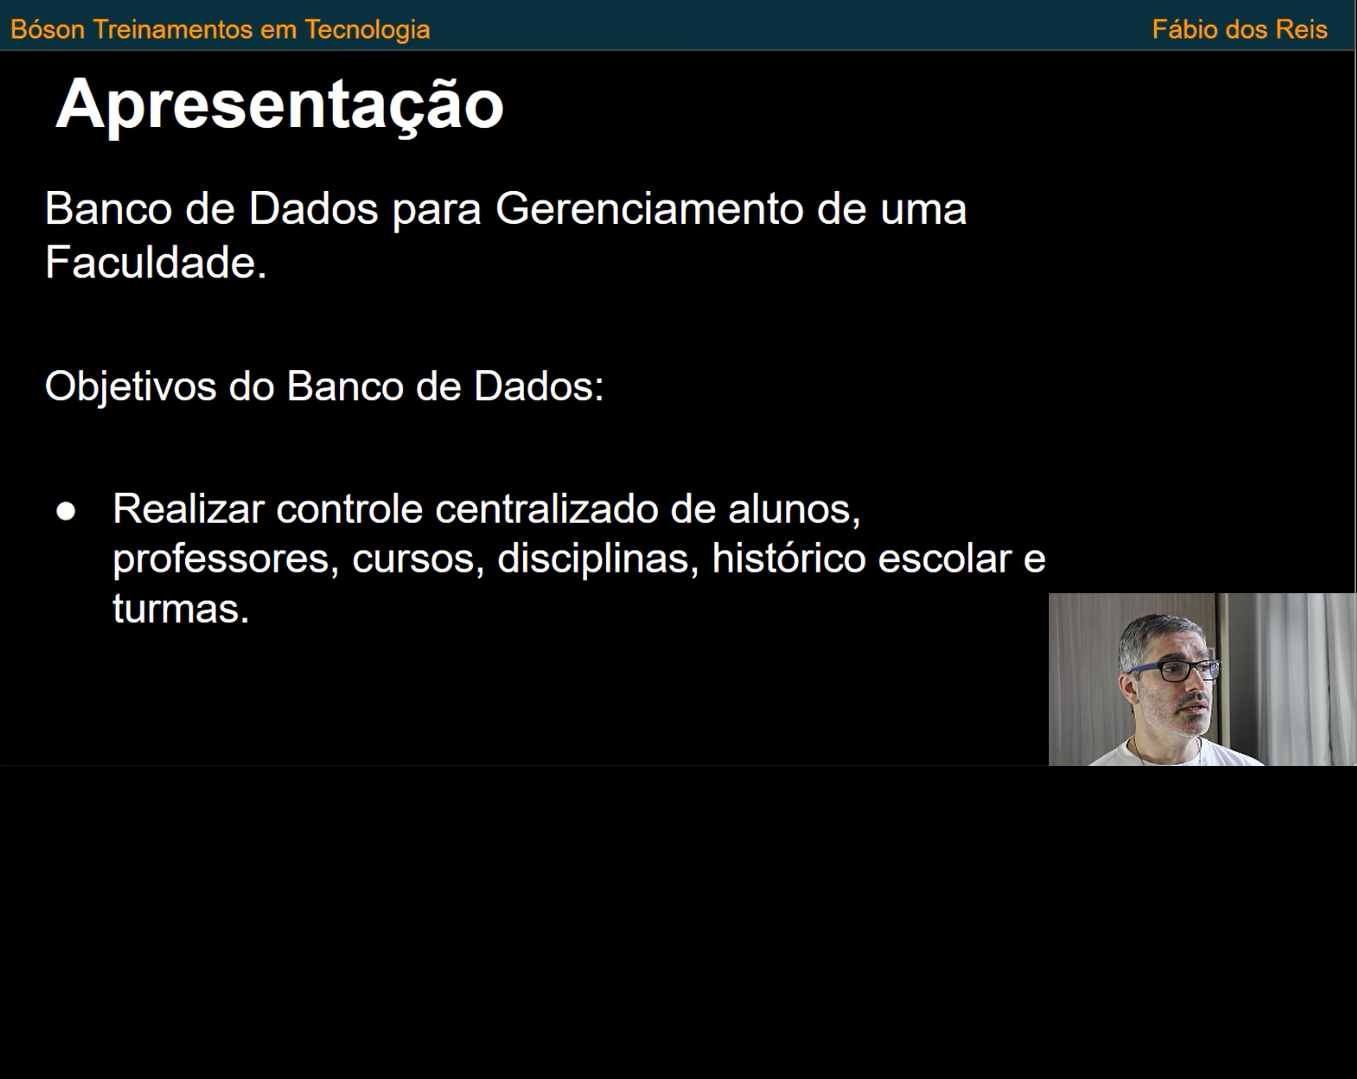 Bóson Treinamentos em Tecnologia
Fábio dos Reis
Apresentação
Banco de Dados para Gerenciamento de uma
Faculdade.
Objetivos do Banco de Dados:
● Realizar controle centralizado de alunos,
professores, cursos, disciplinas, histórico escolar e
turmas.